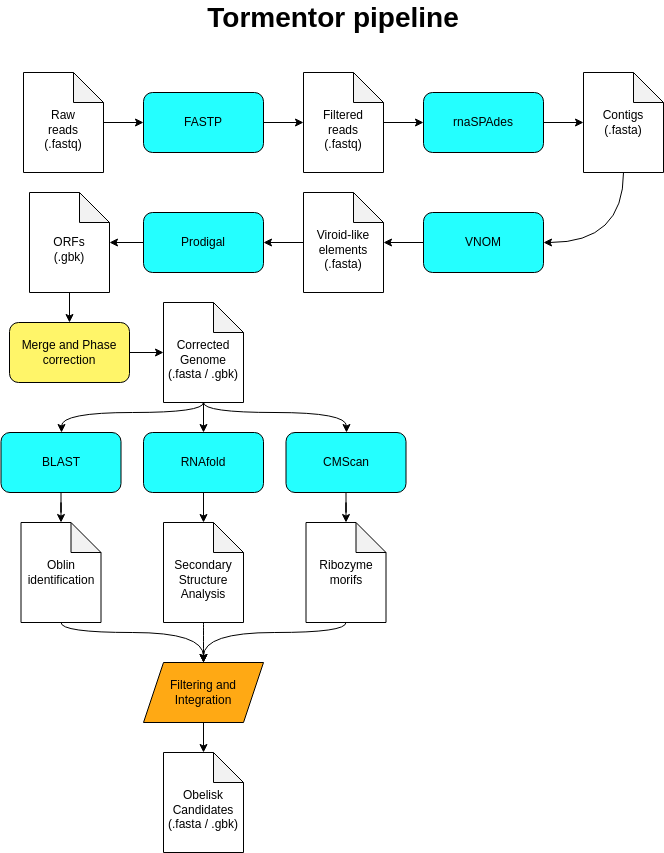 Tormentor pipeline
Raw
reads
(.fastq)
FASTP
Filtered
reads
(.fastq)
rnaSPAdes
Contigs
(.fasta)
ORFs
(.gbk)
Prodigal
Viroid-like
elements
(.fasta)
VNOM
Merge and Phase
correction
Corrected
Genome
(.fasta / .gbk)
BLAST
RNAfold
CMScan
Oblin
identification
Secondary
Structure
Analysis
Ribozyme
morifs
Filtering and
Integration
Obelisk
Candidates
(.fasta / .gbk)